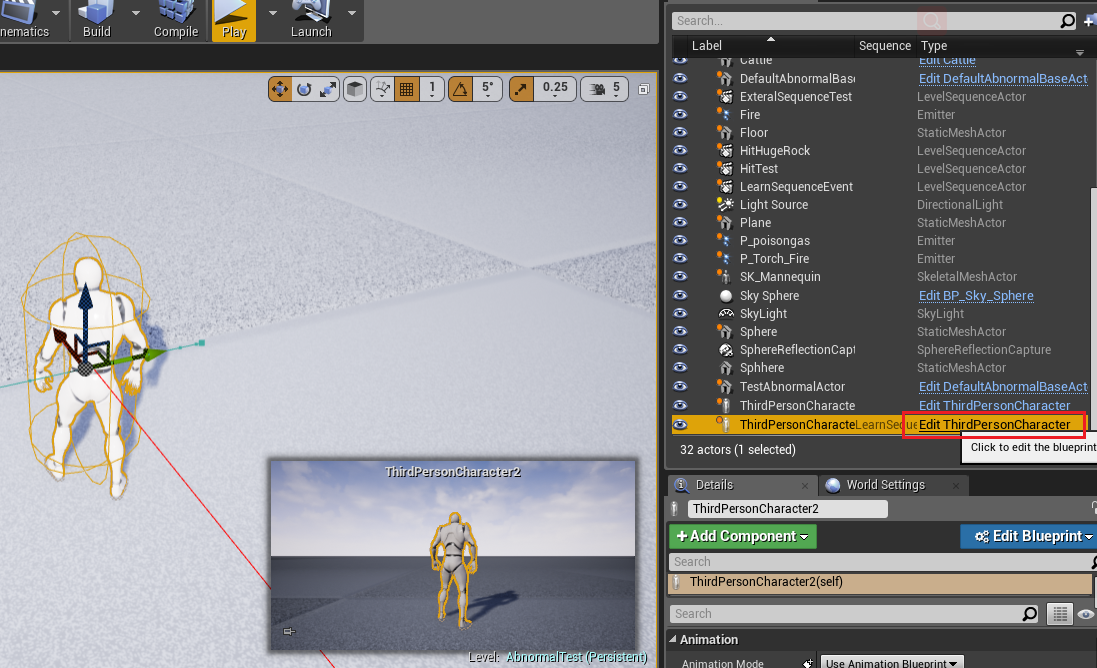 nematics Build Compile Play Launch
1 5° 0.25 5
Search...
Label Sequence Type
Cattle Edit Cattle
DefaultAbnormalBase Edit DefaultAbnormalBaseAct
ExteralSequenceTest LevelSequenceActor
Fire Emitter
Floor StaticMeshActor
HitHugeRock LevelSequenceActor
HitTest LevelSequenceActor
LearnSequenceEvent LevelSequenceActor
Light Source DirectionalLight
Plane StaticMeshActor
P_poisongas Emitter
P_Torch_Fire Emitter
SK_Mannequin SkeletalMeshActor
Sky Sphere Edit BP_Sky_Sphere
SkyLight SkyLight
Sphere StaticMeshActor
SphereReflectionCapt SphereReflectionCapture
Sphhere StaticMeshActor
TestAbnormalActor Edit DefaultAbnormalBaseAct
ThirdPersonCharacte Edit ThirdPersonCharacter
ThirdPersonCharacte LearnSeque Edit ThirdPersonCharacter
32 actors (1 selected)
Click to edit the blueprint
Details World Settings
ThirdPersonCharacter2
Add Component Edit Blueprint
Search
ThirdPersonCharacter2(self)
Search
Animation
Animation Mode Use Animation Blueprint
ThirdPersonCharacter2
Level: AbnormalTest (Persistent)